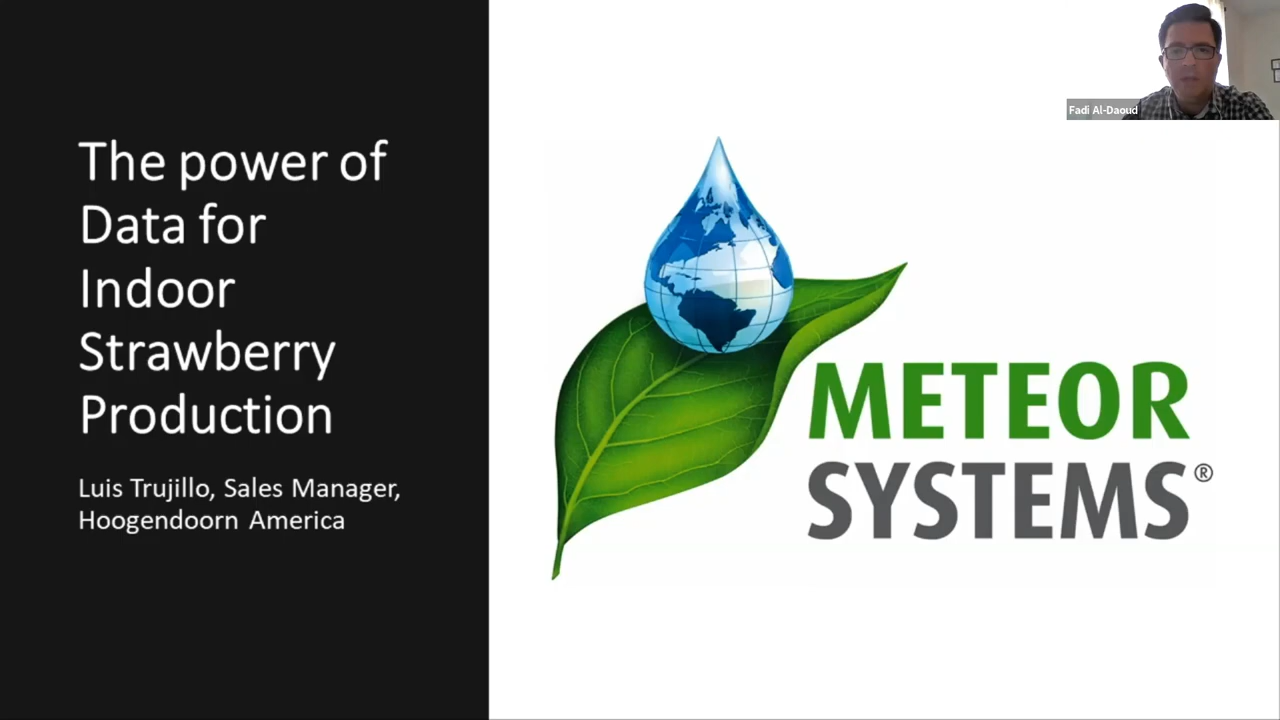 The power of
Data for
Indoor
Strawberry
Production
Luis Trujillo, Sales Manager,
Hoogendoorn America
METEOR
SYSTEMS®
Fadi Al-Daoud